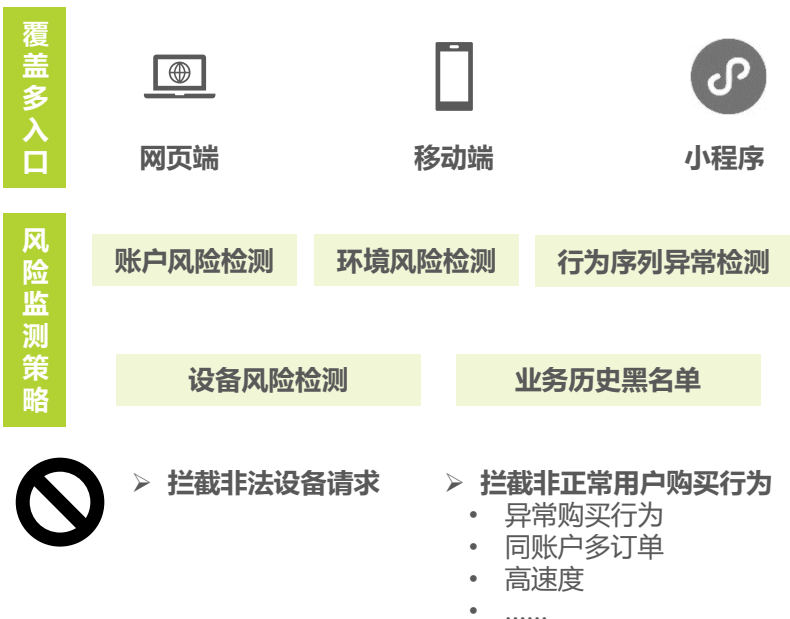 覆盖多入口
网页端
移动端
小程序
风险监测策略
账户风险检测
环境风险检测
行为序列异常检测
设备风险检测
业务历史黑名单
➢ 拦截非法设备请求
➢ 拦截非正常用户购买行为
• 异常购买行为
• 同账户多订单
• 高速度
• ……